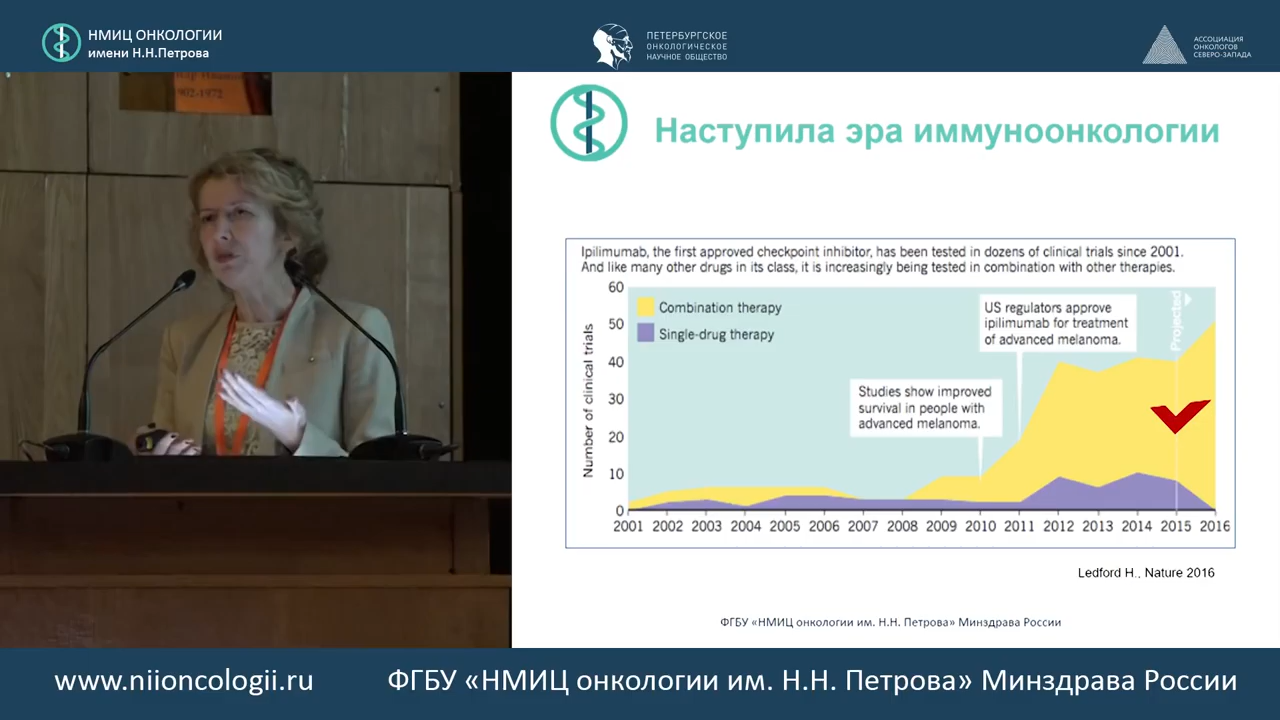 НМИЦ ОНКОЛОГИИ
имени Н.Н.Петрова
ПЕТЕРБУРГСКОЕ
ОНКОЛОГИЧЕСКОЕ
НАУЧНОЕ ОБЩЕСТВО
АССОЦИАЦИЯ
ОНКОЛОГОВ
СЕВЕРО-ЗАПАДА
902-1972
Наступила эра иммуноонкологии
Ipilimumab, the first approved checkpoint inhibitor, has been tested in dozens of clinical trials since 2001.
And like many other drugs in its class, it is increasingly being tested in combination with other therapies.
Number of clinical trials
60
50
40
30
20
10
0
Combination therapy
Single-drug therapy
Studies show improved
survival in people with
advanced melanoma.
US regulators approve
ipilimumab for treatment
of advanced melanoma.
Projected
2001 2002 2003 2004 2005 2006 2007 2008 2009 2010 2011 2012 2013 2014 2015 2016
Ledford H., Nature 2016
ФГБУ «НМИЦ онкологии им. Н.Н. Петрова» Минздрава России
www.niioncologii.ru
ФГБУ «НМИЦ онкологии им. Н.Н. Петрова» Минздрава России